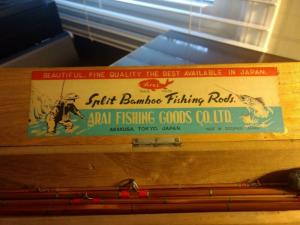 BEAUTIFUL, FINE QUALITY THE BEST AVAILABLE IN JAPAN.
Split Bamboo Fishing Rods.
ARAI FISHING GOODS CO. LTD.
ASAKUSA, TOKYO, JAPAN